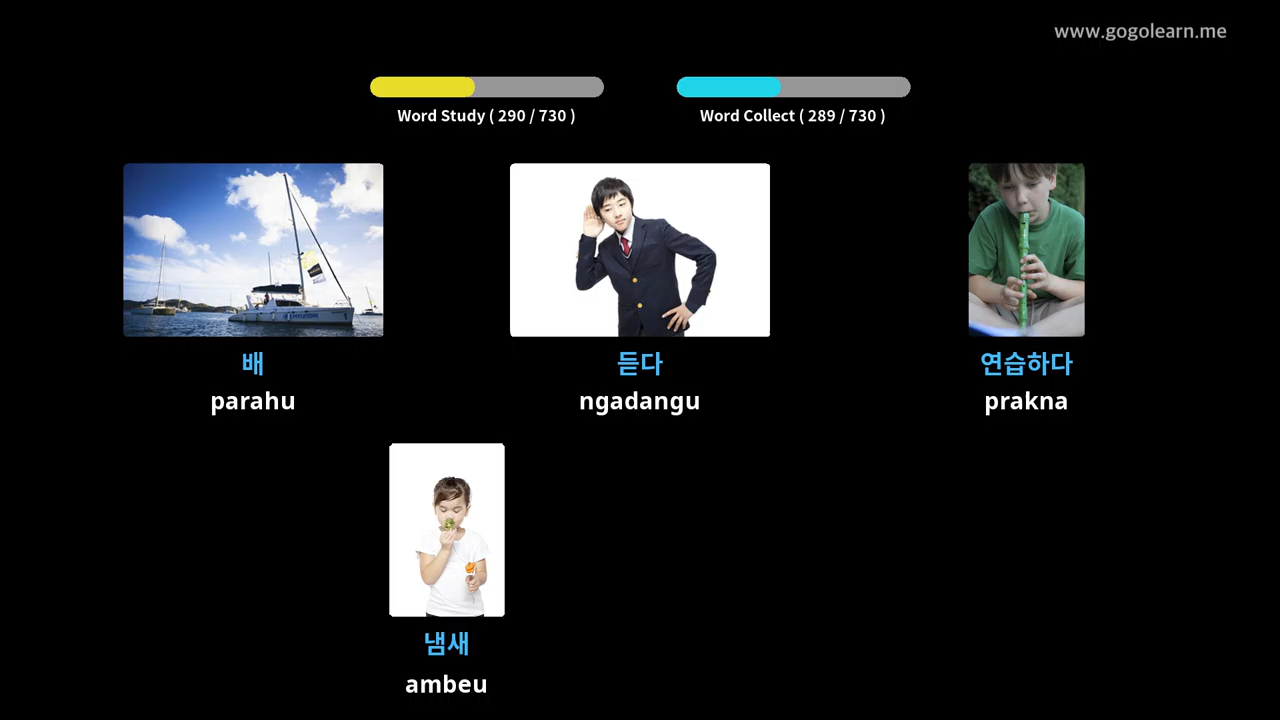 www.gogolearn.me
Word Study ( 290 / 730 )
Word Collect ( 289 / 730 )
배
parahu
듣다
ngadangu
연습하다
prakna
냄새
ambeu